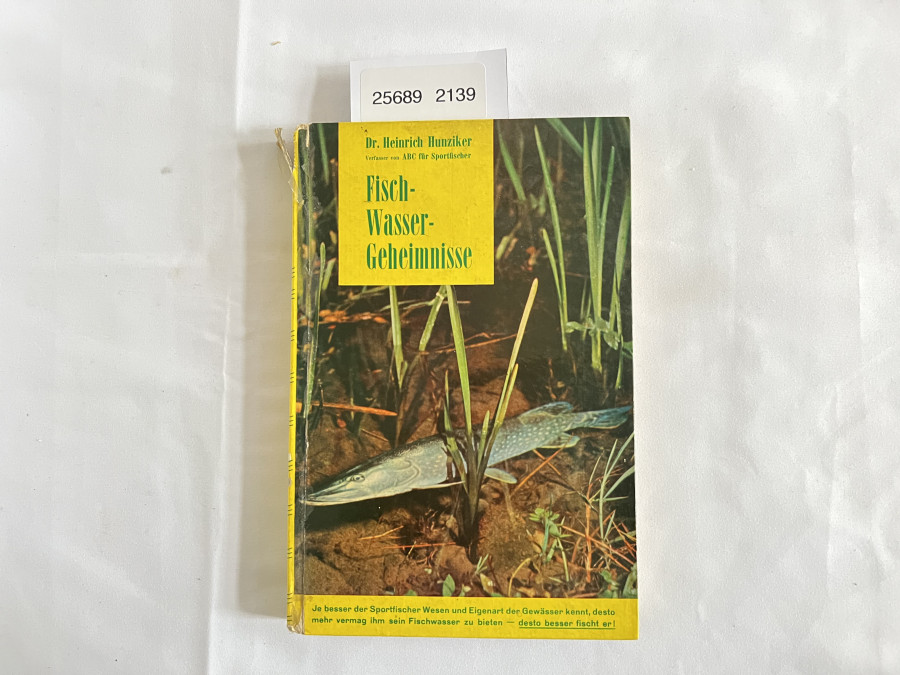 25689 2139
Dr. Heinrich Hunziker
Verfasser von ABC für Sportfischer
Fisch-
Wasser-
Geheimnisse
Je besser der Sportfischer Wesen und Eigenart der Gewässer kennt, desto
mehr vermag ihm sein Fischwasser zu bieten — desto besser fischt er!